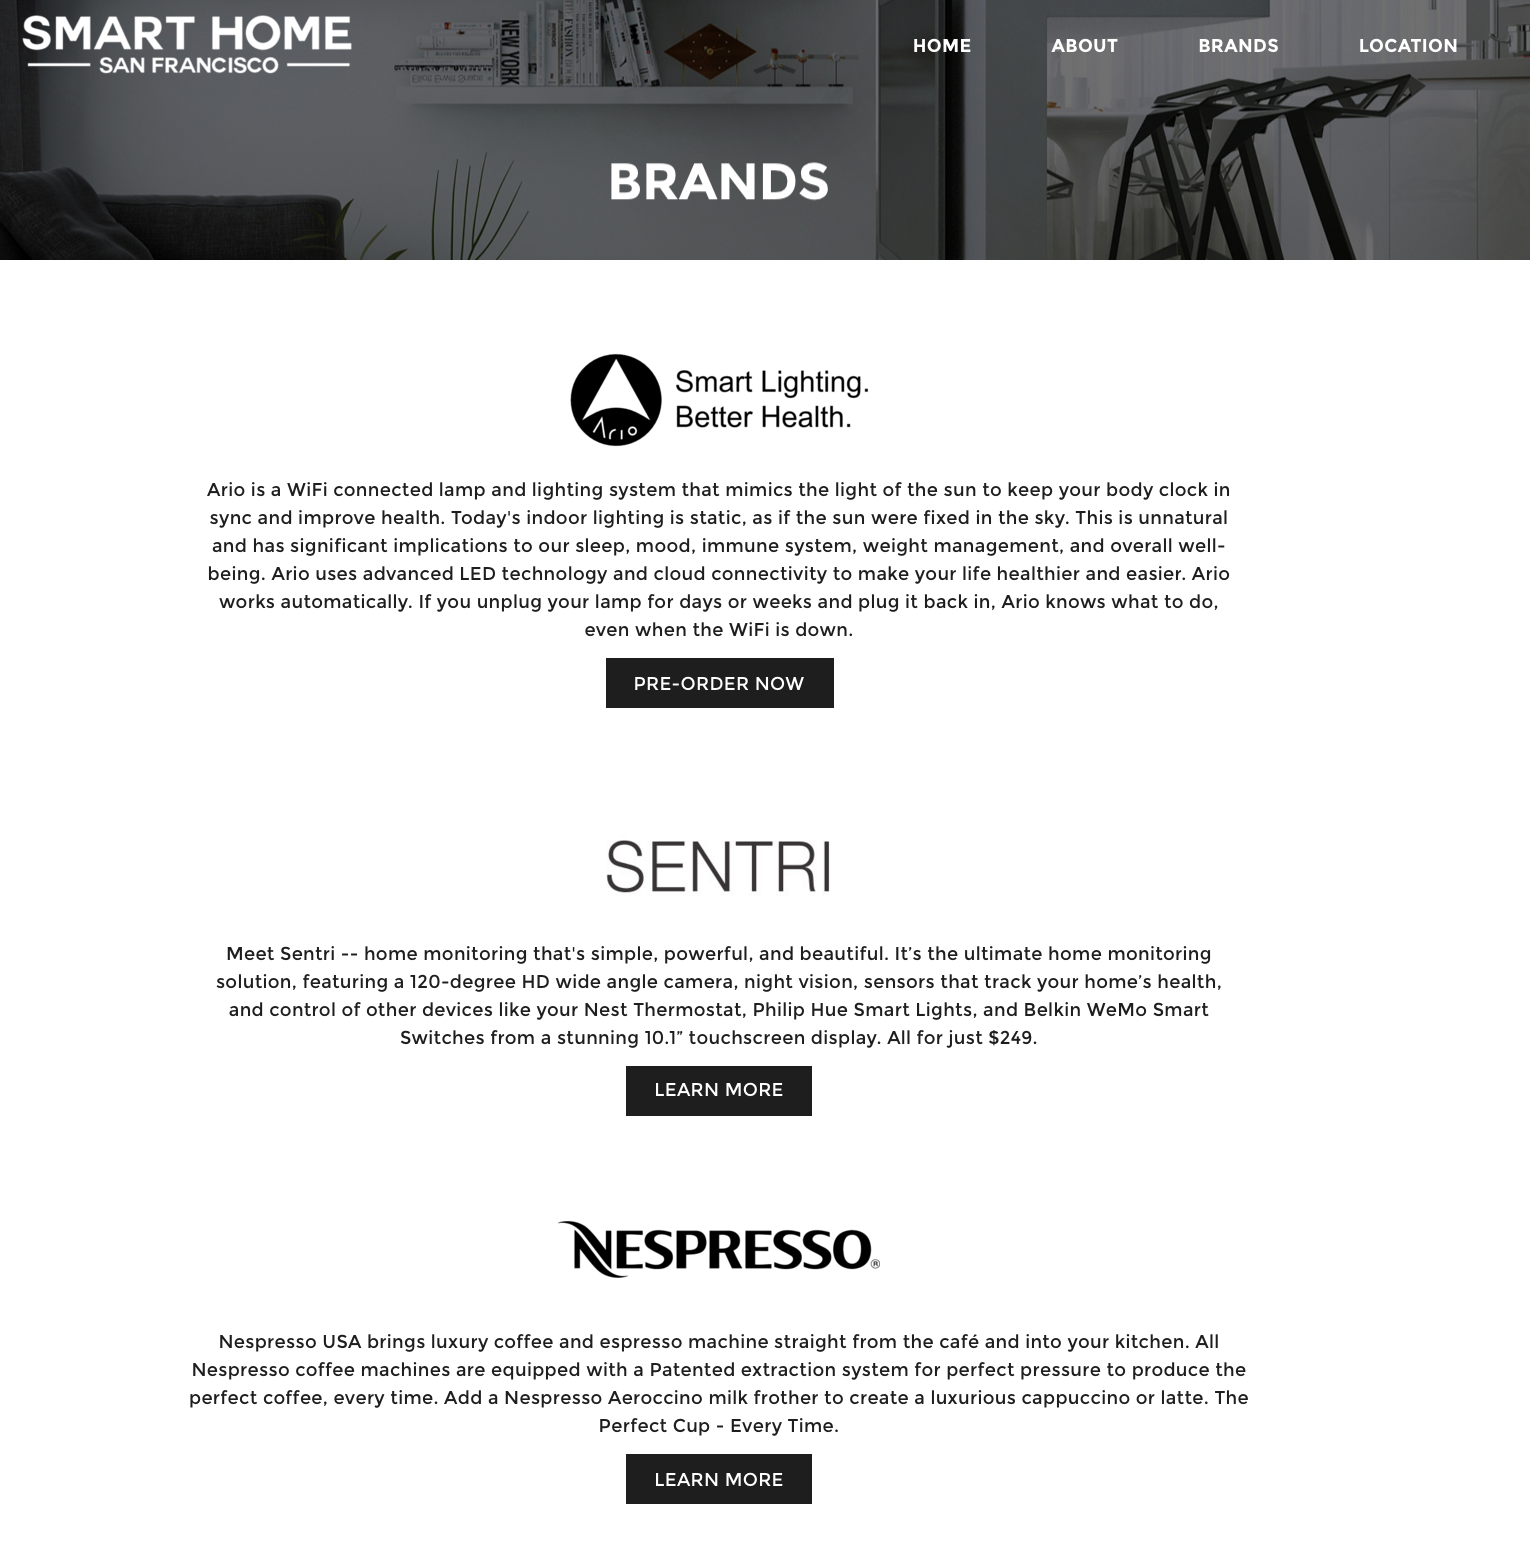 SMART HOME
SAN FRANCISCO
HOME ABOUT BRANDS LOCATION
NEW YORK
BRANDS
Ario
Smart Lighting.
Better Health.
Ario is a WiFi connected lamp and lighting system that mimics the light of the sun to keep your body clock in
sync and improve health. Today's indoor lighting is static, as if the sun were fixed in the sky. This is unnatural
and has significant implications to our sleep, mood, immune system, weight management, and overall well-
being. Ario uses advanced LED technology and cloud connectivity to make your life healthier and easier. Ario
works automatically. If you unplug your lamp for days or weeks and plug it back in, Ario knows what to do,
even when the WiFi is down.
PRE-ORDER NOW
SENTRI
Meet Sentri -- home monitoring that's simple, powerful, and beautiful. It’s the ultimate home monitoring
solution, featuring a 120-degree HD wide angle camera, night vision, sensors that track your home’s health,
and control of other devices like your Nest Thermostat, Philip Hue Smart Lights, and Belkin WeMo Smart
Switches from a stunning 10.1” touchscreen display. All for just $249.
LEARN MORE
NESPRESSO®
Nespresso USA brings luxury coffee and espresso machine straight from the café and into your kitchen. All
Nespresso coffee machines are equipped with a Patented extraction system for perfect pressure to produce the
perfect coffee, every time. Add a Nespresso Aeroccino milk frother to create a luxurious cappuccino or latte. The
Perfect Cup - Every Time.
LEARN MORE